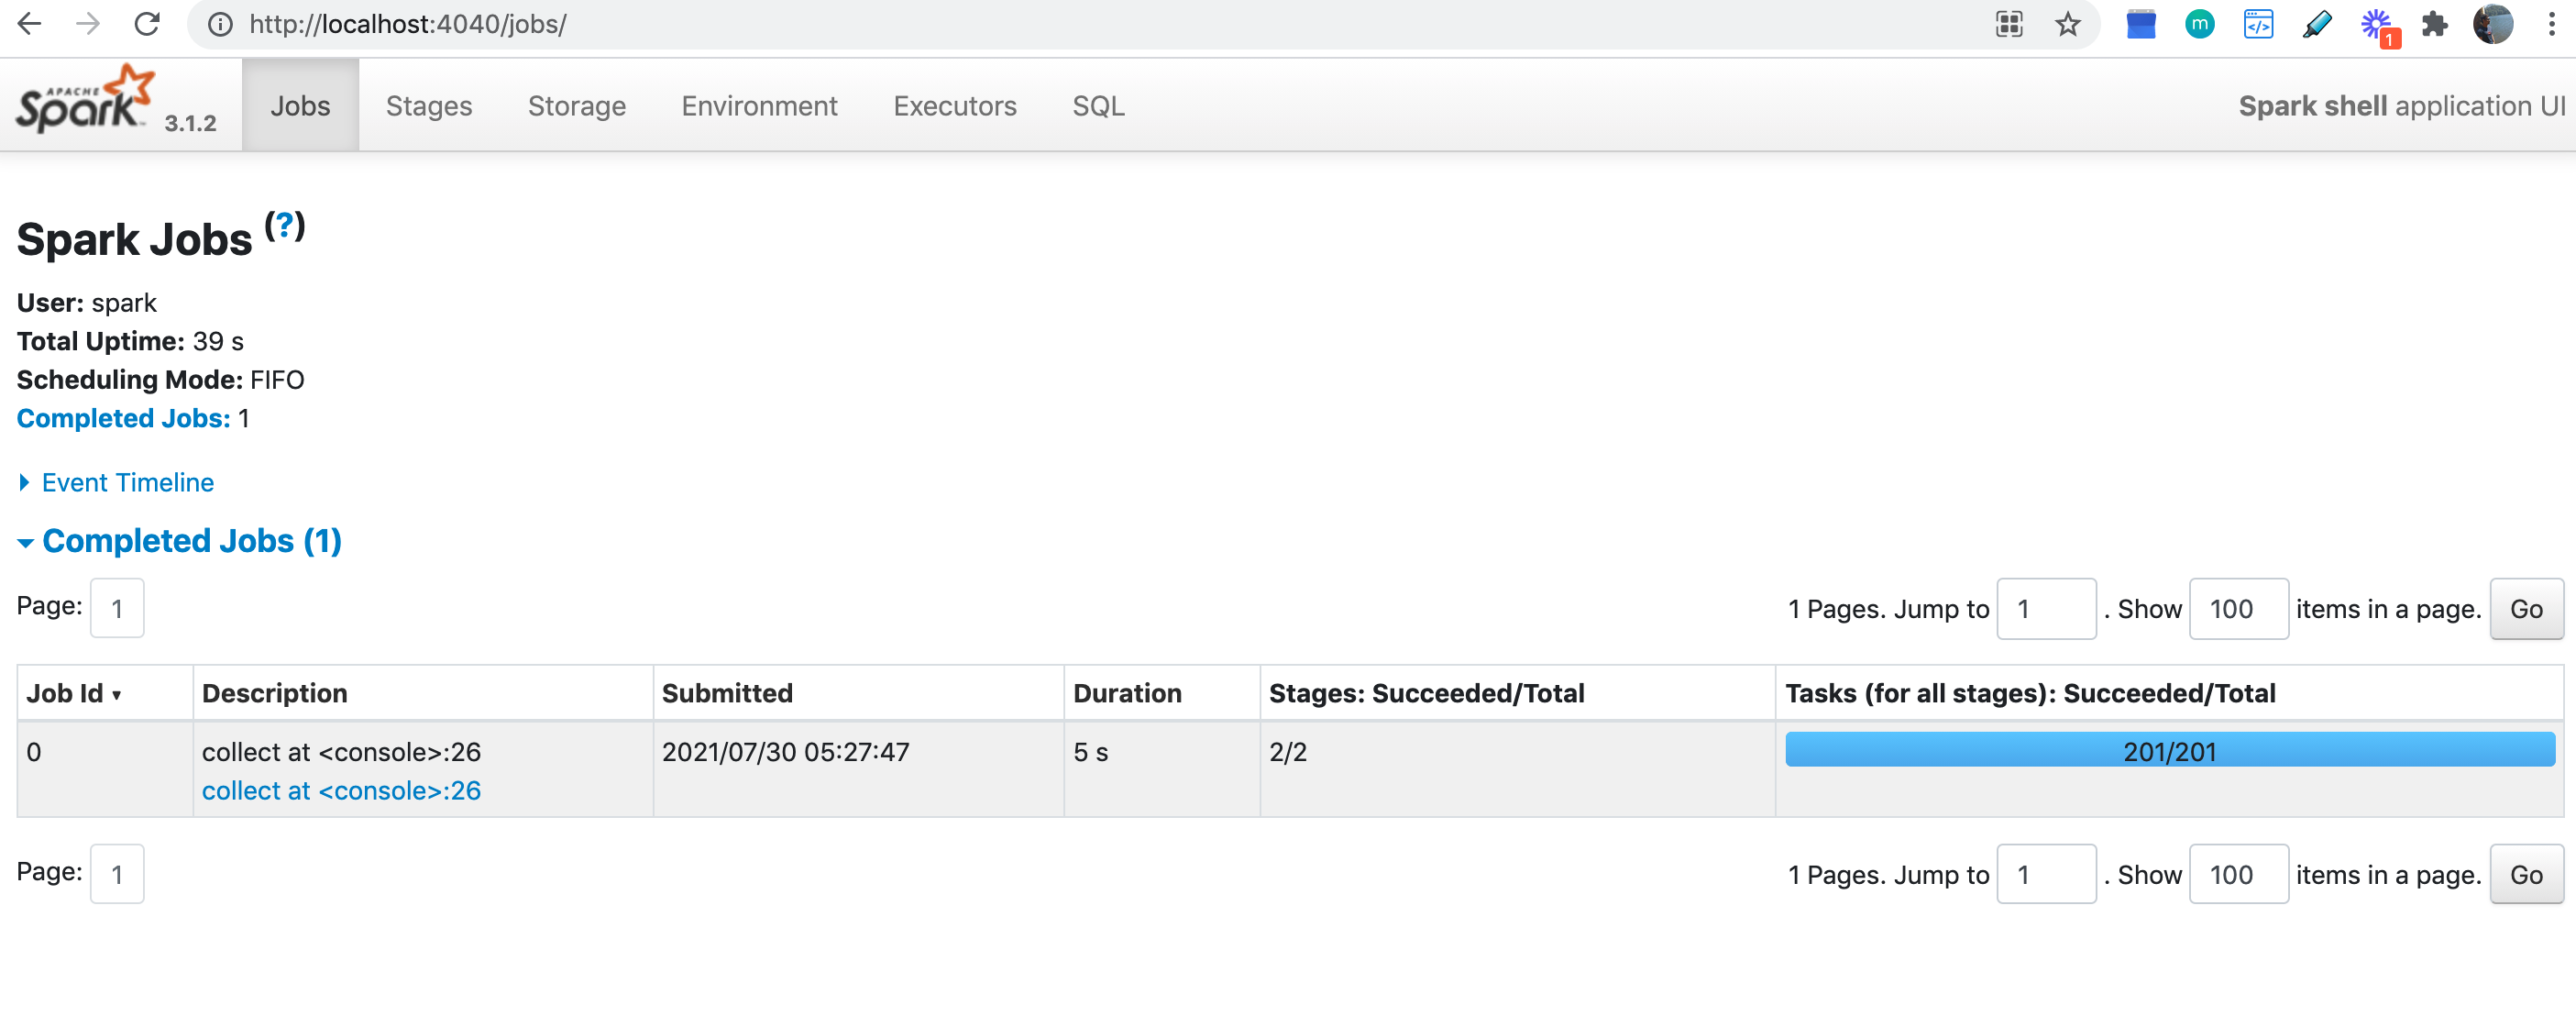 http://localhost:4040/jobs/
m
1
APACHE
Spark™ 3.1.2 Jobs Stages Storage Environment Executors SQL Spark shell application UI
Spark Jobs (?)
User: spark
Total Uptime: 39 s
Scheduling Mode: FIFO
Completed Jobs: 1
Event Timeline
Completed Jobs (1)
Page: 1 1 Pages. Jump to 1 . Show 100 items in a page. Go
Job Id ▾ Description Submitted Duration Stages: Succeeded/Total Tasks (for all stages): Succeeded/Total
0 collect at <console>:26 2021/07/30 05:27:47 5 s 2/2 201/201
collect at <console>:26
Page: 1 1 Pages. Jump to 1 . Show 100 items in a page. Go